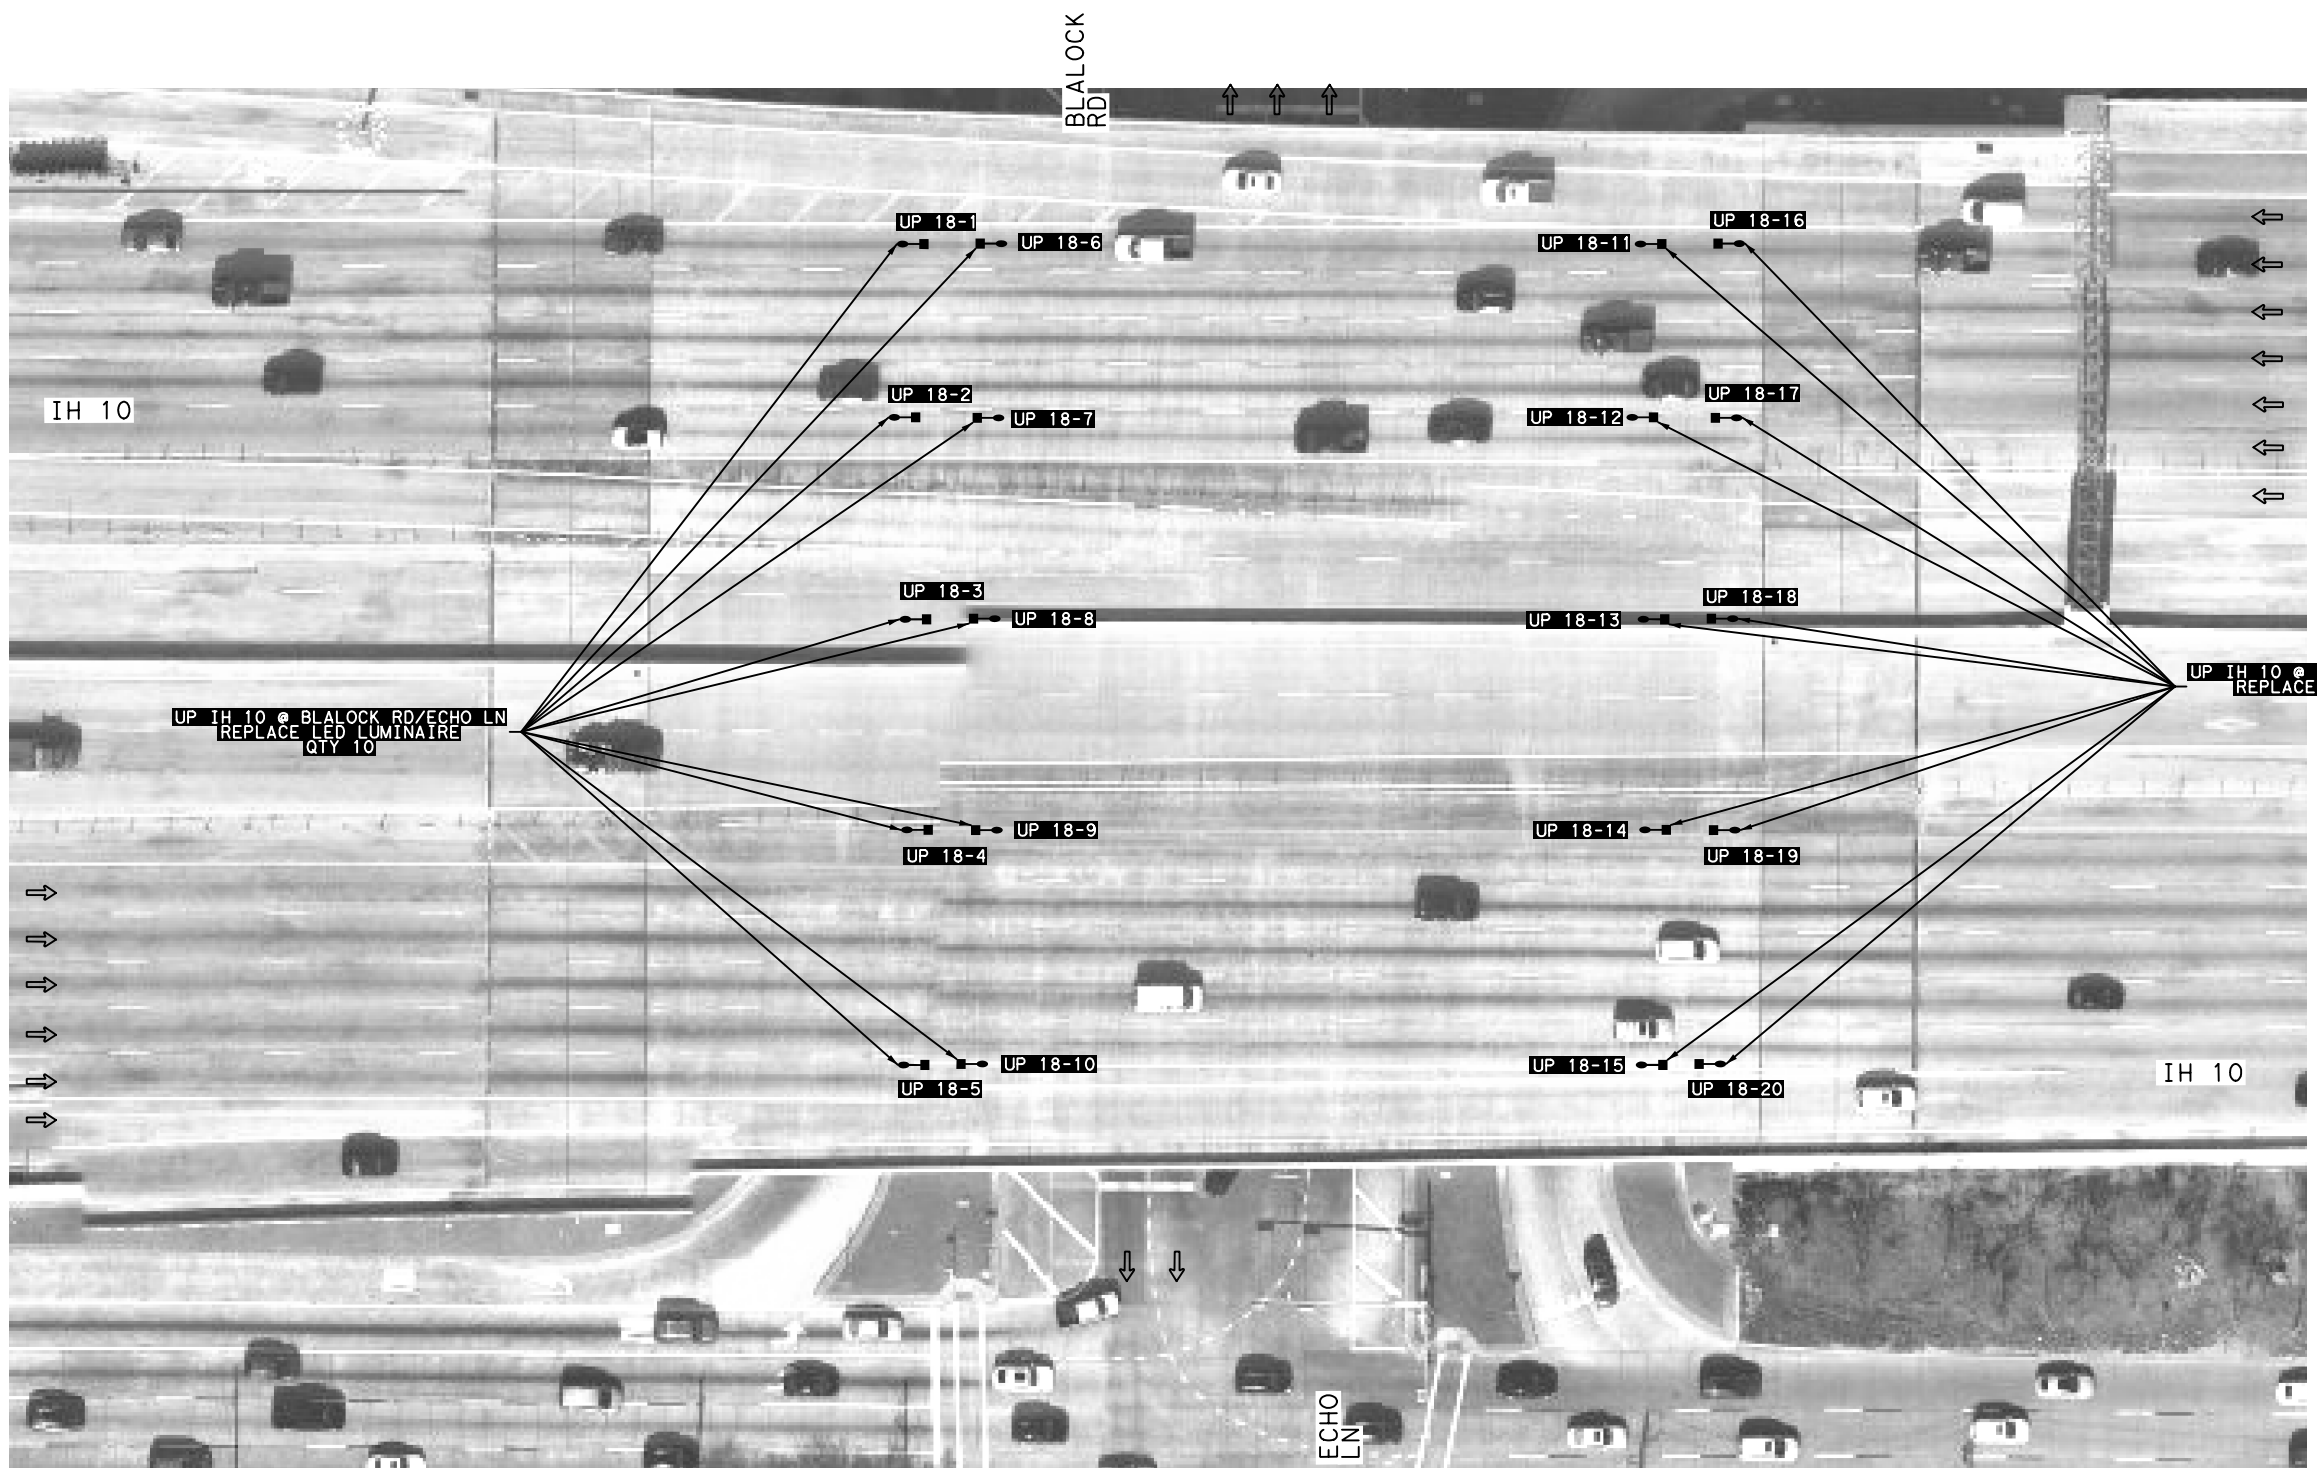 BLALOCK
RD
UP 18-1
UP 18-6
UP 18-11
UP 18-16
IH 10
UP 18-2
UP 18-7
UP 18-12
UP 18-17
UP 18-3
UP 18-8
UP 18-13
UP 18-18
UP IH 10 @ BLALOCK RD/ECHO LN
REPLACE LED LUMINAIRE
QTY 10
UP IH 10 @
REPLACE
UP 18-9
UP 18-4
UP 18-14
UP 18-19
UP 18-10
UP 18-5
UP 18-15
UP 18-20
IH 10
ECHO
LN